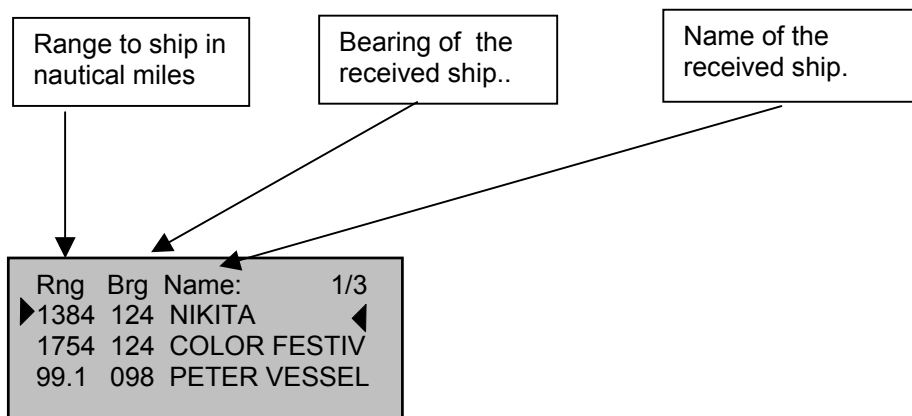 Range to ship in
nautical miles
Bearing of the
received ship..
Name of the
received ship.
Rng Brg Name: 1/3
1384 124 NIKITA
1754 124 COLOR FESTIV
99.1 098 PETER VESSEL